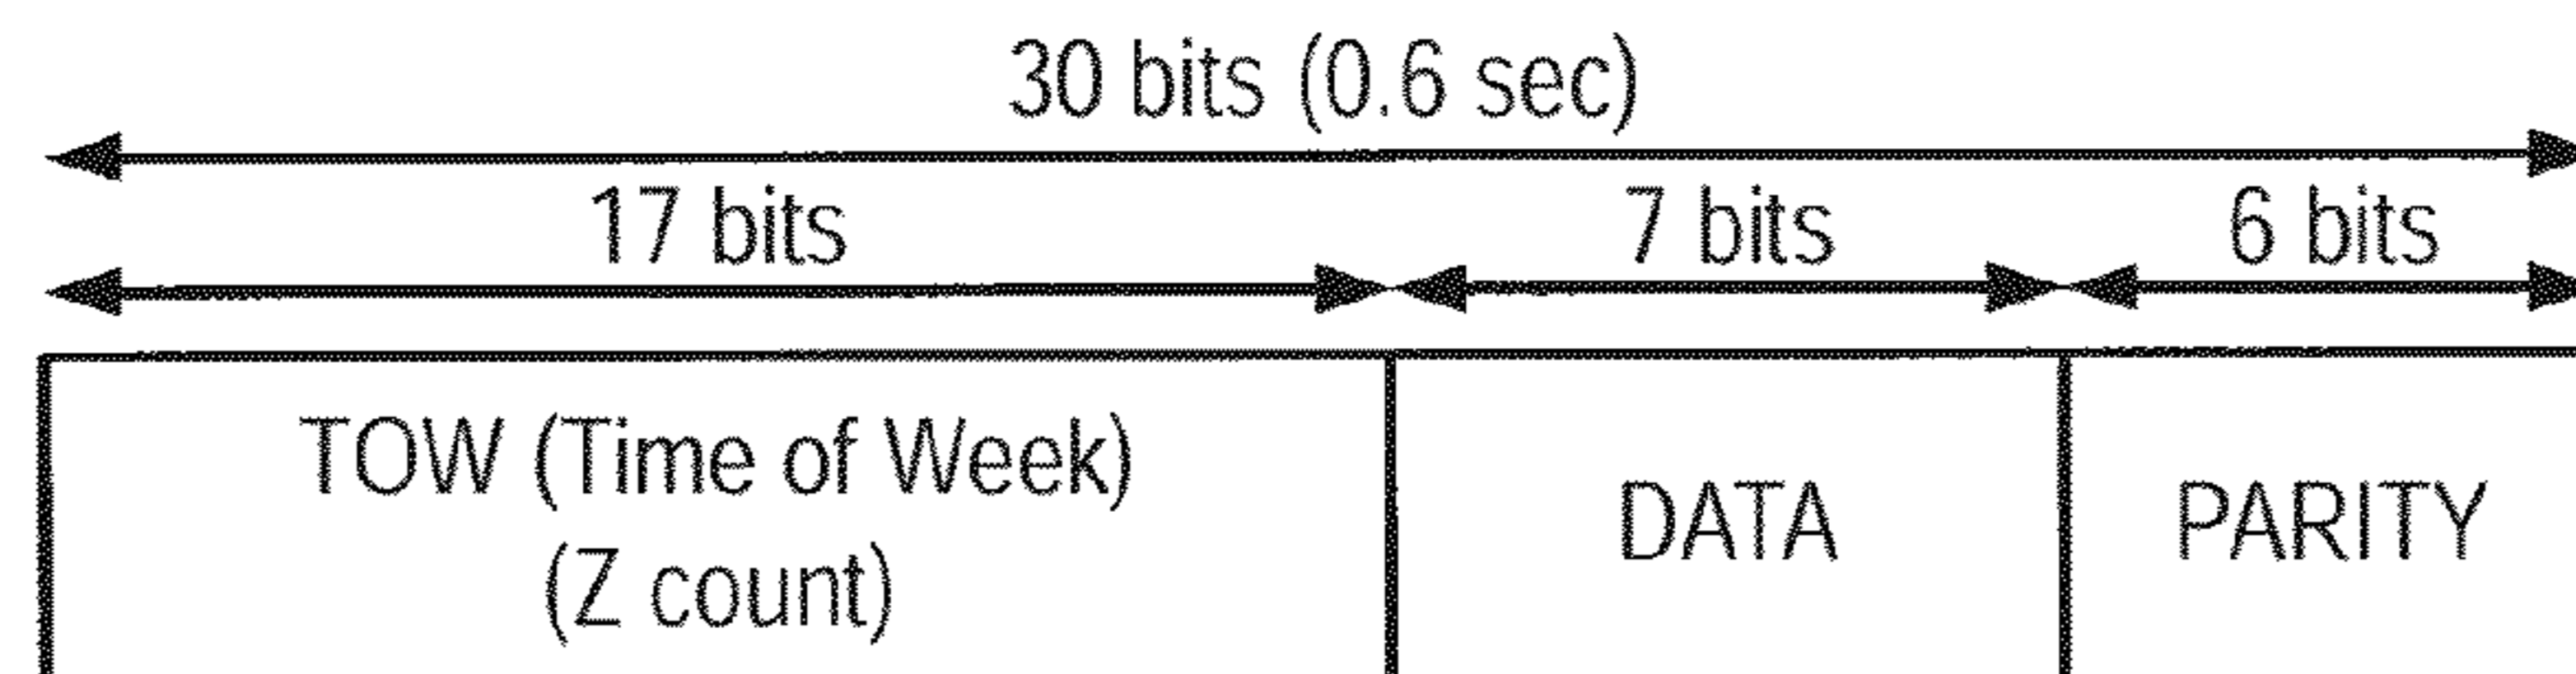 30 bits (0.6 sec)
17 bits
7 bits
6 bits
TOW (Time of Week)
(Z count)
DATA
PARITY